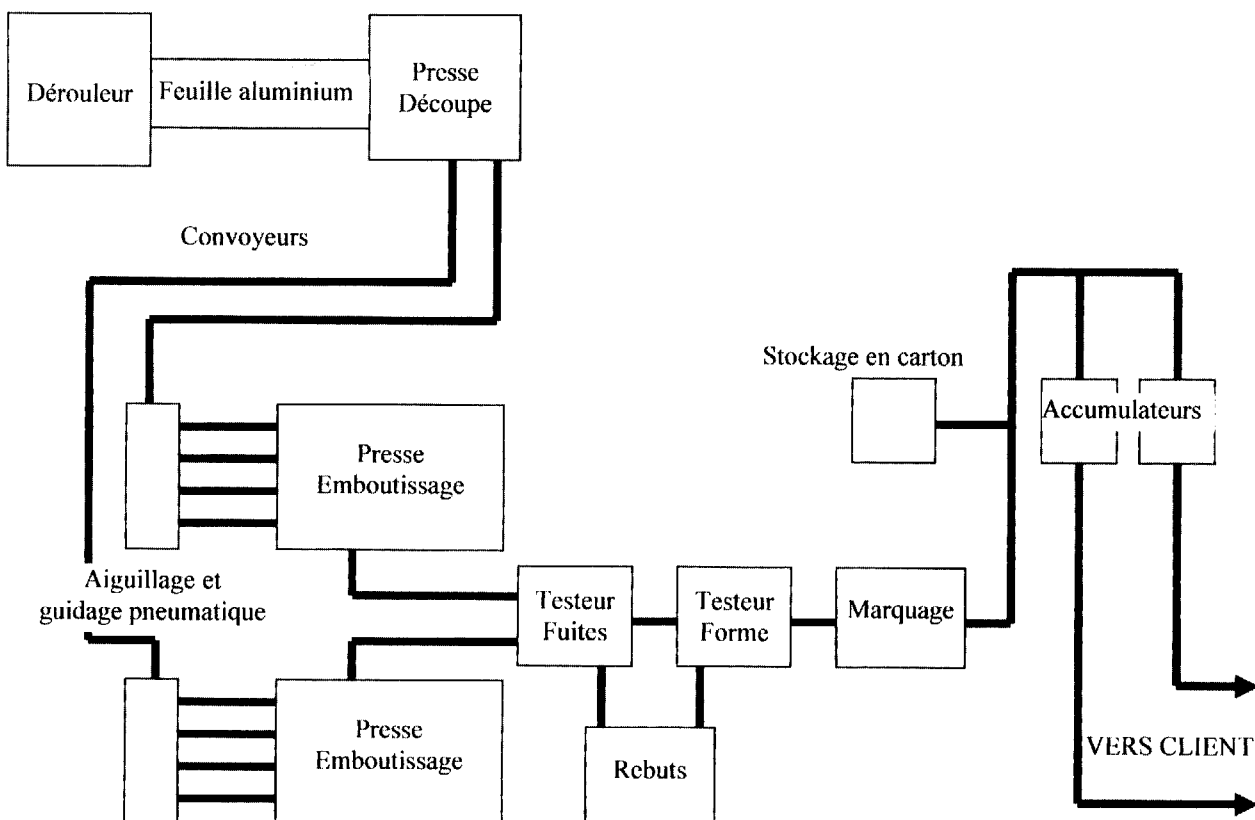 Dérouleur
Feuille aluminium
Presse
Découpe
Convoyeurs
Stockage en carton
Accumulateurs
Presse
Emboutissage
Aiguillage et
guidage pneumatique
Testeur
Fuites
Testeur
Forme
Marquage
Presse
Emboutissage
Rebuts
VERS CLIENT